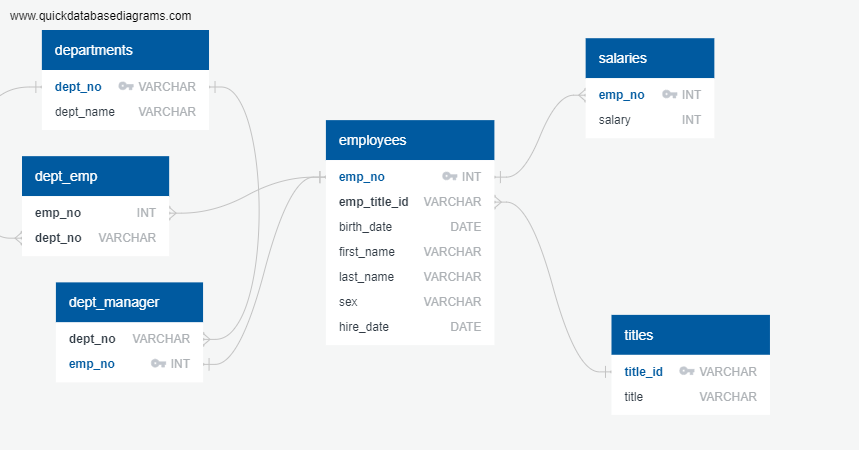 www.quickdatabasediagrams.com
departments
dept_no VARCHAR
dept_name VARCHAR
dept_emp
emp_no INT
dept_no VARCHAR
dept_manager
dept_no VARCHAR
emp_no INT
employees
emp_no INT
emp_title_id VARCHAR
birth_date DATE
first_name VARCHAR
last_name VARCHAR
sex VARCHAR
hire_date DATE
salaries
emp_no INT
salary INT
titles
title_id VARCHAR
title VARCHAR